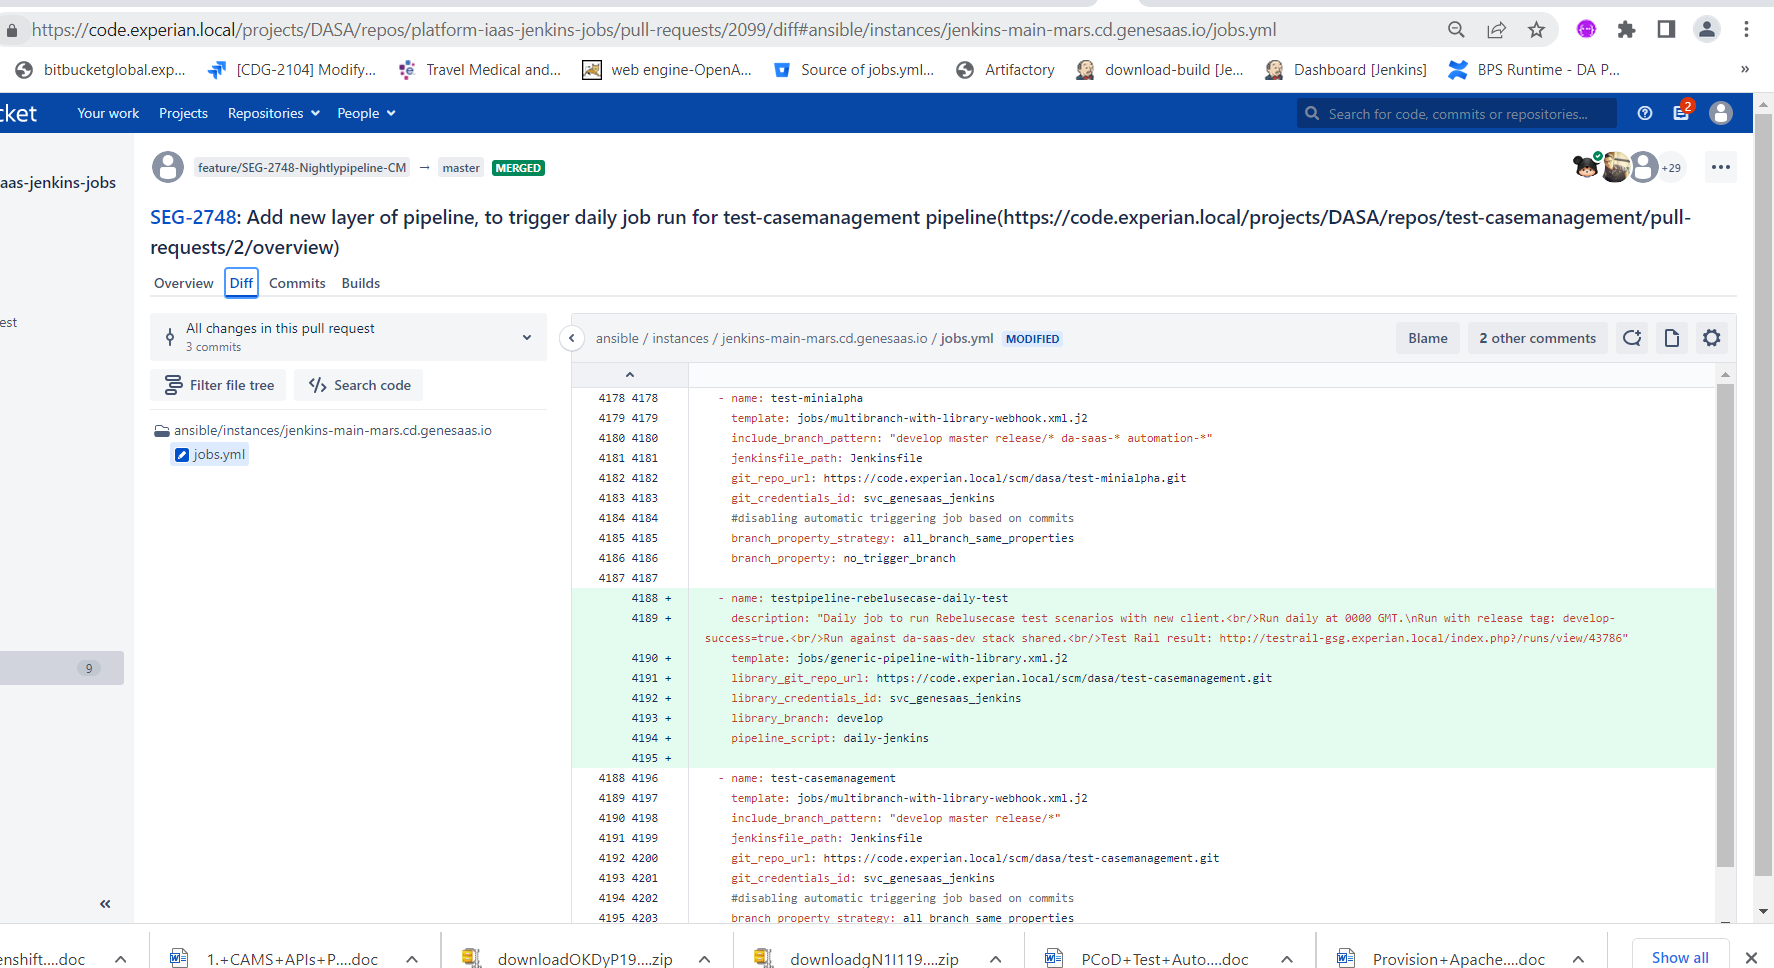 https://code.experian.local/projects/DASA/repos/platform-iaas-jenkins-jobs/pull-requests/2099/diff#ansible/instances/jenkins-main-mars.cd.genesaas.io/jobs.yml
bitbucketglobal.exp... [CDG-2104] Modify... Travel Medical and... web engine-OpenA... Source of jobs.yml... Artifactory download-build [Je... Dashboard [Jenkins] BPS Runtime - DA P... »
cket Your work Projects Repositories People Search for code, commits or repositories... 2
aas-jenkins-jobs
est
9
feature/SEG-2748-Nightlypipeline-CM → master MERGED +29
SEG-2748: Add new layer of pipeline, to trigger daily job run for test-casemanagement pipeline(https://code.experian.local/projects/DASA/repos/test-casemanagement/pull-
requests/2/overview)
Overview Diff Commits Builds
All changes in this pull request
3 commits
Filter file tree Search code
ansible/instances/jenkins-main-mars.cd.genesaas.io
jobs.yml
ansible / instances / jenkins-main-mars.cd.genesaas.io / jobs.yml MODIFIED Blame 2 other comments
4178 4178 - name: test-minialpha
4179 4179 template: jobs/multibranch-with-library-webhook.xml.j2
4180 4180 include_branch_pattern: "develop master release/* da-saas-* automation-*"
4181 4181 jenkinsfile_path: Jenkinsfile
4182 4182 git_repo_url: https://code.experian.local/scm/dasa/test-minialpha.git
4183 4183 git_credentials_id: svc_genesaas_jenkins
4184 4184 #disabling automatic triggering job based on commits
4185 4185 branch_property_strategy: all_branch_same_properties
4186 4186 branch_property: no_trigger_branch
4187 4187
4188 + - name: testpipeline-rebelusecase-daily-test
4189 + description: "Daily job to run Rebelusecase test scenarios with new client.<br/>Run daily at 0000 GMT.\nRun with release tag: develop-
success=true.<br/>Run against da-saas-dev stack shared.<br/>Test Rail result: http://testrail-gsg.experian.local/index.php?/runs/view/43786"
4190 + template: jobs/generic-pipeline-with-library.xml.j2
4191 + library_git_repo_url: https://code.experian.local/scm/dasa/test-casemanagement.git
4192 + library_credentials_id: svc_genesaas_jenkins
4193 + library_branch: develop
4194 + pipeline_script: daily-jenkins
4195 +
4188 4196 - name: test-casemanagement
4189 4197 template: jobs/multibranch-with-library-webhook.xml.j2
4190 4198 include_branch_pattern: "develop master release/*"
4191 4199 jenkinsfile_path: Jenkinsfile
4192 4200 git_repo_url: https://code.experian.local/scm/dasa/test-casemanagement.git
4193 4201 git_credentials_id: svc_genesaas_jenkins
4194 4202 #disabling automatic triggering job based on commits
4195 4203 branch_property_strategy: all_branch_same_properties
enshift....doc 1.+CAMS+APIs+P....doc downloadOKDyP19....zip downloadgN1I119....zip PCoD+Test+Auto....doc Provision+Apache....doc Show all